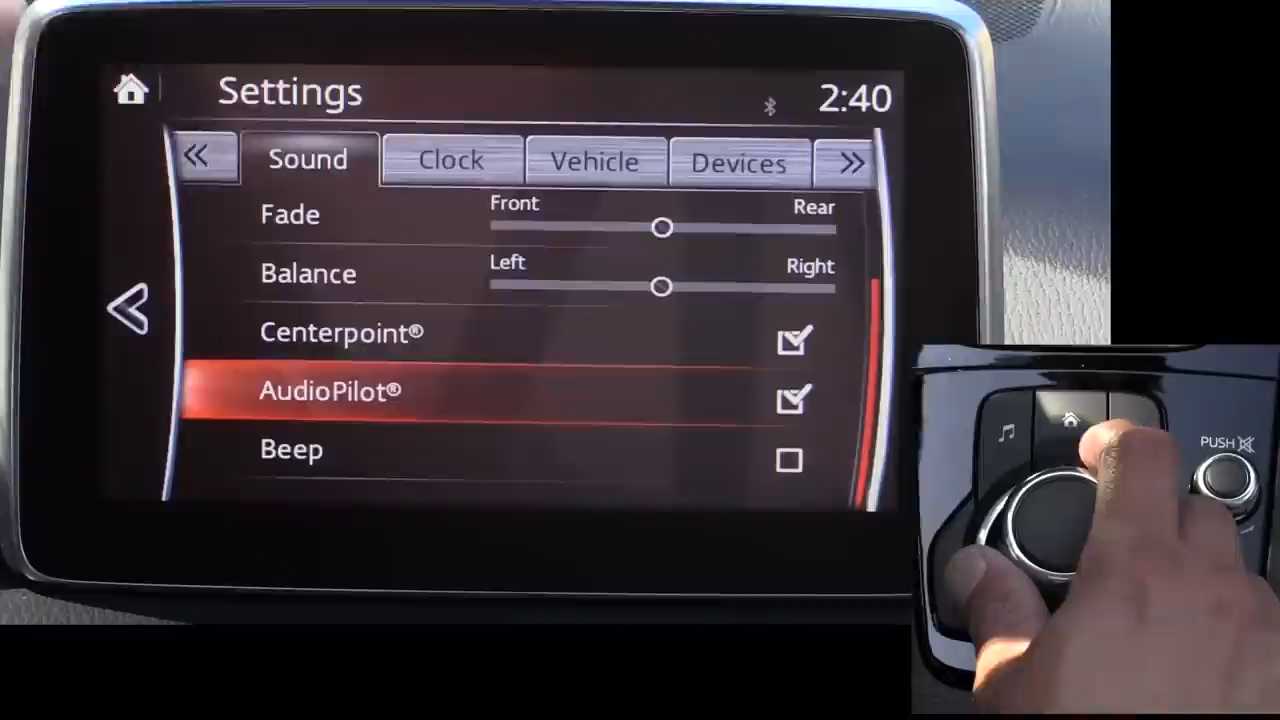 Settings
2:40
«
Sound
Clock
Vehicle
Devices
»
Fade
Front
Rear
Balance
Left
Right
Centerpoint®
AudioPilot®
Beep
PUSH